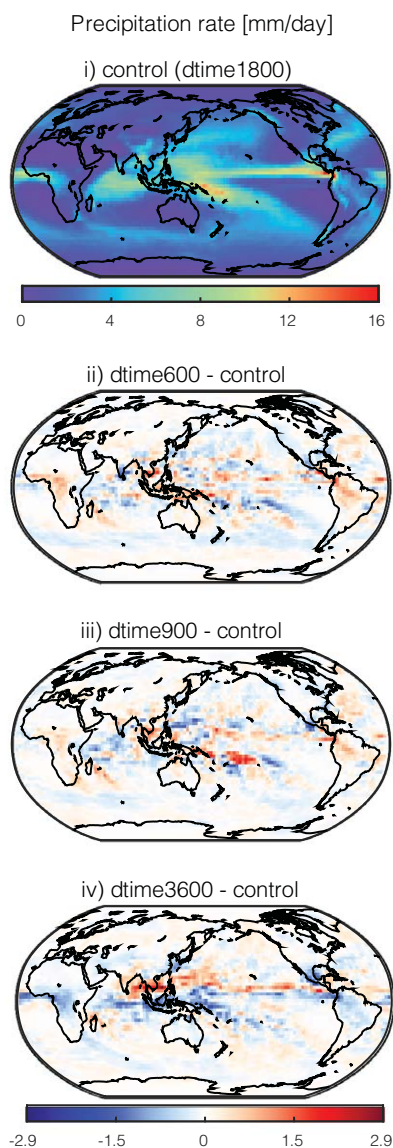 Precipitation rate [mm/day]
i) control (dtime1800)
0 4 8 12 16
ii) dtime600 - control
iii) dtime900 - control
iv) dtime3600 - control
-2.9 -1.5 0 1.5 2.9